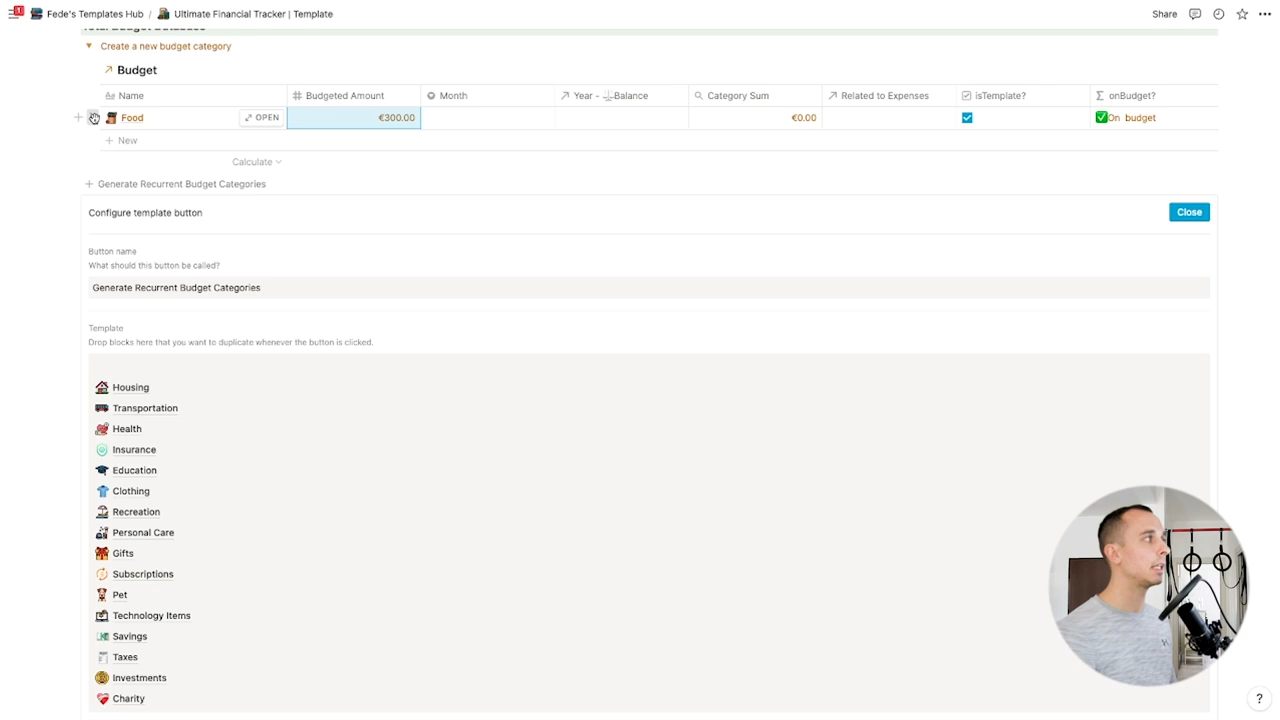 Fede's Templates Hub / Ultimate Financial Tracker | Template
Share
Total Budget Database
Create a new budget category
Budget
Name Budgeted Amount Month Year - Balance Category Sum Related to Expenses isTemplate? onBudget?
Food OPEN €300.00 €0.00 On budget
New
Calculate
Generate Recurrent Budget Categories
Configure template button
Close
Button name
What should this button be called?
Generate Recurrent Budget Categories
Template
Drop blocks here that you want to duplicate whenever the button is clicked.
Housing
Transportation
Health
Insurance
Education
Clothing
Recreation
Personal Care
Gifts
Subscriptions
Pet
Technology Items
Savings
Taxes
Investments
Charity
?